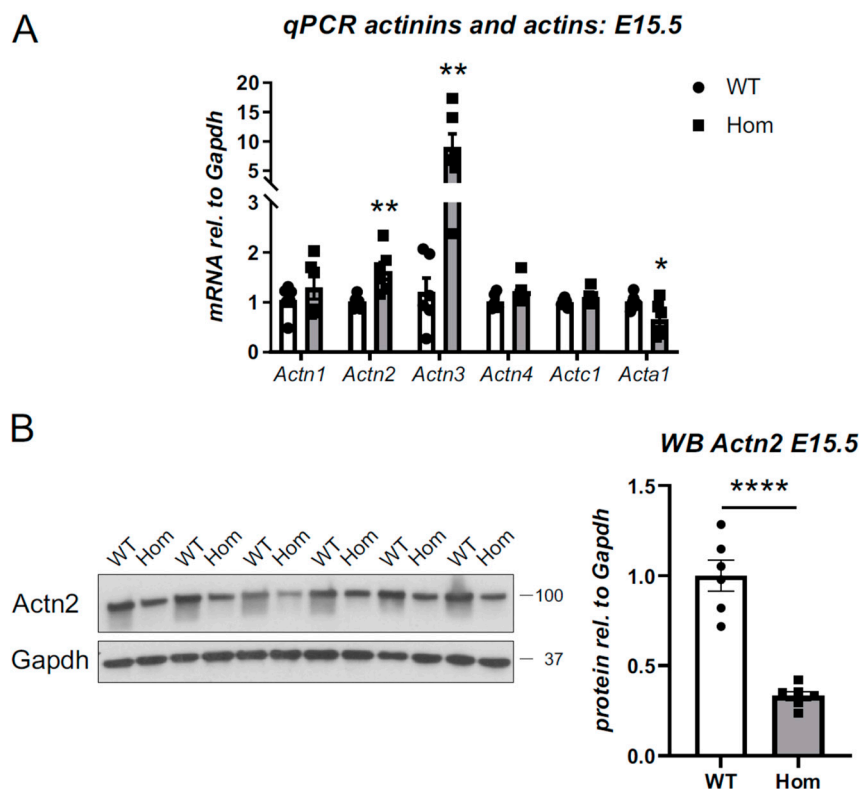 A
qPCR actinins and actins: E15.5
mRNA rel. to Gapdh
20
15
10
5
3
2
1
0
**
**
*
WT
Hom
Actn1 Actn2 Actn3 Actn4 Actc1 Acta1
B
WT Hom WT Hom WT Hom WT Hom WT Hom WT Hom
Actn2
100
Gapdh
37
WB Actn2 E15.5
protein rel. to Gapdh
1.5
1.0
0.5
0.0
****
WT Hom